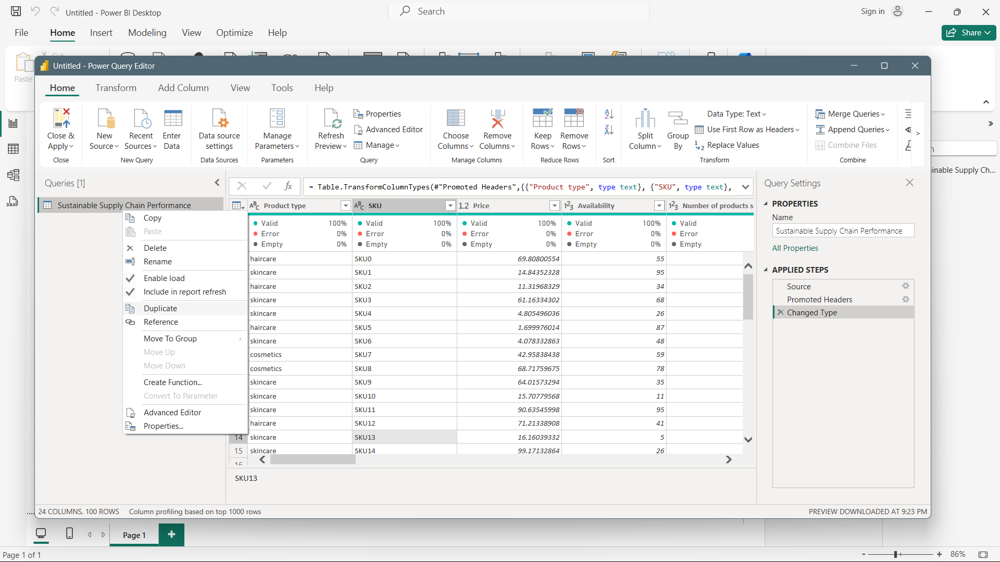 Untitled - Power BI Desktop
Search
Sign in
File Home Insert Modeling View Optimize Help
Share
Cut
Paste
Untitled - Power Query Editor
Home Transform Add Column View Tools Help
Close & Apply
Close
New Source
Recent Sources
Enter Data
New Query
Data source settings
Data Sources
Manage Parameters
Parameters
Refresh Preview
Properties
Advanced Editor
Manage
Query
Choose Columns
Remove Columns
Manage Columns
Keep Rows
Remove Rows
Reduce Rows
Sort
Split Column
Group By
Data Type: Text
Use First Row as Headers
Replace Values
Transform
Merge Queries
Append Queries
Combine Files
Combine
inable Supply Ch...
Queries [1]
Sustainable Supply Chain Performance
Copy
Paste
Delete
Rename
Enable load
Include in report refresh
Duplicate
Reference
Move To Group
Move Up
Move Down
Create Function...
Convert To Parameter
Advanced Editor
Properties...
fx = Table.TransformColumnTypes(#"Promoted Headers",{{"Product type", type text}, {"SKU", type text},
ABC Product type ABC SKU 1.2 Price 123 Availability 123 Number of products s
Valid 100% Valid 100% Valid 100% Valid 100% Valid
Error 0% Error 0% Error 0% Error 0% Error
Empty 0% Empty 0% Empty 0% Empty 0% Empty
haircare SKU0 69.80800554 55
skincare SKU1 14.84352328 95
haircare SKU2 11.31968329 34
skincare SKU3 61.16334302 68
skincare SKU4 4.805496036 26
haircare SKU5 1.699976014 87
skincare SKU6 4.078332863 48
cosmetics SKU7 42.95838438 59
cosmetics SKU8 68.71759675 78
skincare SKU9 64.01573294 35
skincare SKU10 15.70779568 11
skincare SKU11 90.63545998 95
haircare SKU12 71.21338908 41
14 skincare SKU13 16.16039332 5
15 skincare SKU14 99.17132864 26
16
SKU13
Query Settings
PROPERTIES
Name
Sustainable Supply Chain Performance
All Properties
APPLIED STEPS
Source
Promoted Headers
Changed Type
24 COLUMNS, 100 ROWS Column profiling based on top 1000 rows
PREVIEW DOWNLOADED AT 9:23 PM
Page 1
Page 1 of 1
86%